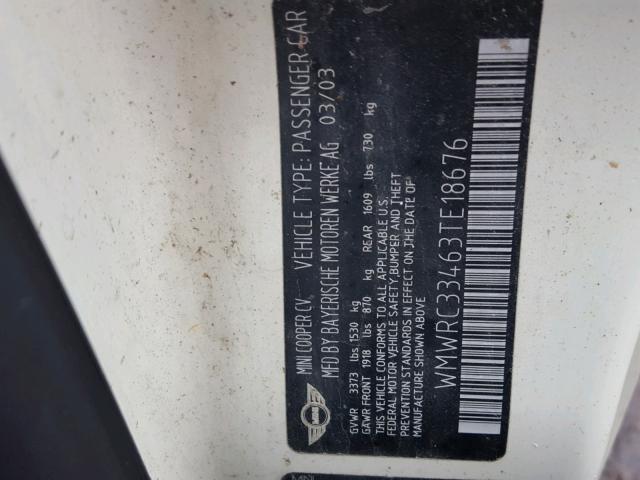 MINI COOPER CV VEHICLE TYPE: PASSENGER CAR
MFD BY BAYERISCHE MOTOREN WERKE AG 03/03
GVWR 3373 lbs 1530 kg
GAWR FRONT 1918 lbs 870 kg REAR 1609 lbs 730 kg
THIS VEHICLE CONFORMS TO ALL APPLICABLE U.S.
FEDERAL MOTOR VEHICLE SAFETY,BUMPER AND THEFT
PREVENTION STANDARDS IN EFFECT ON THE DATE OF
MANUFACTURE SHOWN ABOVE
WMWRC33463TE18676